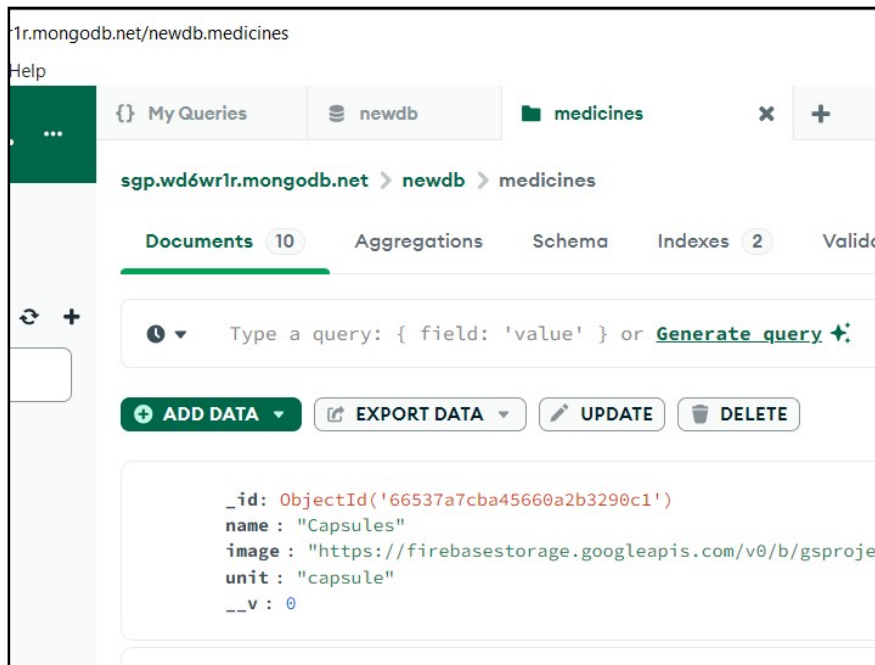 r1r.mongodb.net/newdb.medicines
Help
{} My Queries newdb medicines
sgp.wd6wr1r.mongodb.net > newdb > medicines
Documents 10 Aggregations Schema Indexes 2 Valida
Type a query: { field: 'value' } or Generate query
ADD DATA EXPORT DATA UPDATE DELETE
_id: ObjectId('66537a7cba45660a2b3290c1')
name : "Capsules"
image : "https://firebasestorage.googleapis.com/v0/b/gsproje
unit : "capsule"
__v : 0